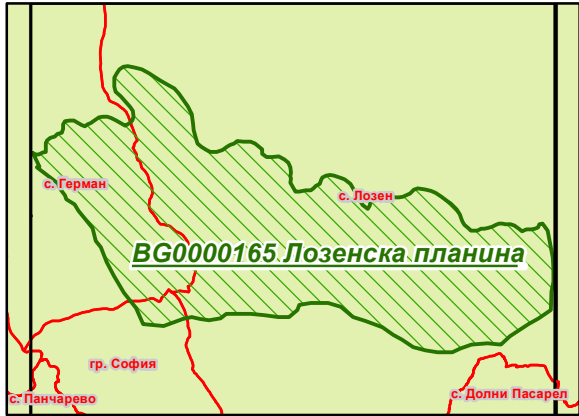 с. Герман
с. Лозен
BG0000165 Лозенска планина
гр. София
с. Панчарево
с. Долни Пасарел